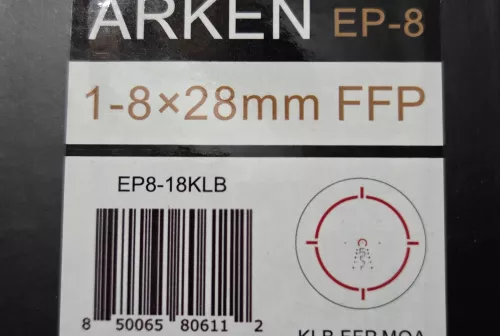 ARKEN EP-8
1-8×28mm FFP
EP8-18KLB
8 50065 80611 2
KLB FFP MOA